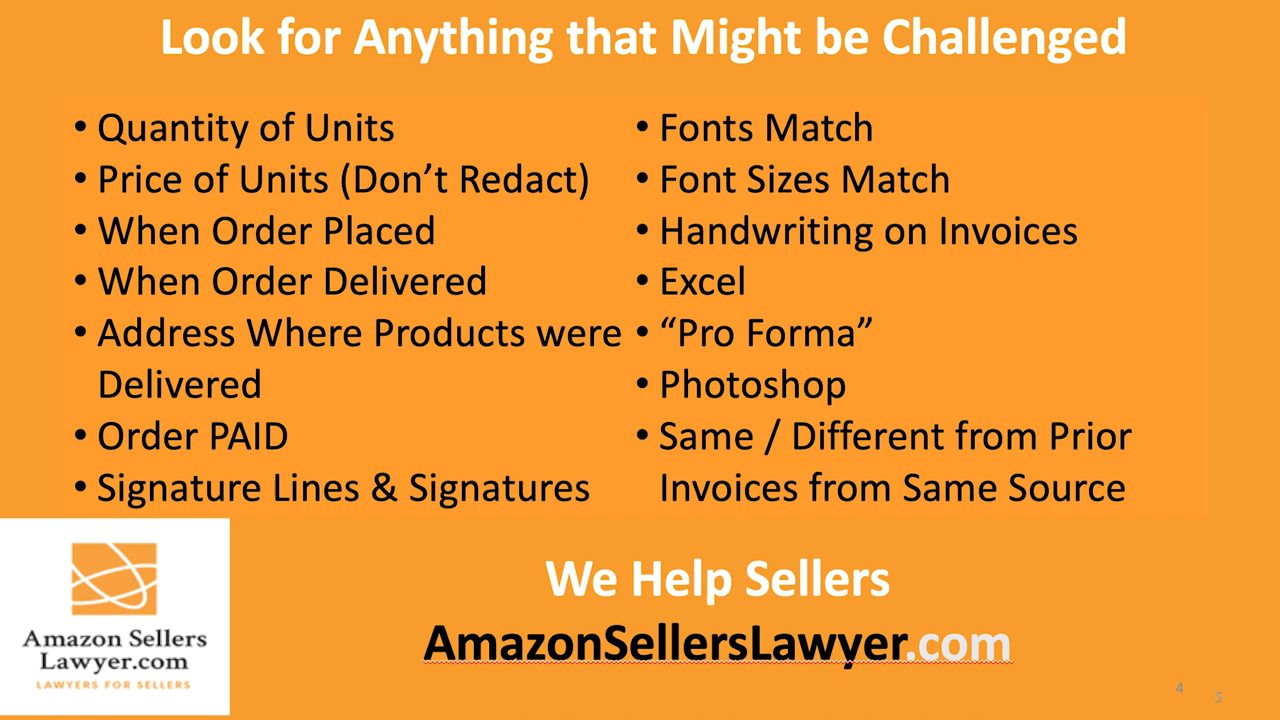 Look for Anything that Might be Challenged
• Quantity of Units
• Price of Units (Don’t Redact)
• When Order Placed
• When Order Delivered
• Address Where Products were
Delivered
• Order PAID
• Signature Lines & Signatures
• Fonts Match
• Font Sizes Match
• Handwriting on Invoices
• Excel
• “Pro Forma”
• Photoshop
• Same / Different from Prior
Invoices from Same Source
Amazon Sellers
Lawyer.com
LAWYERS FOR SELLERS
We Help Sellers
AmazonSellersLawyer.com
4